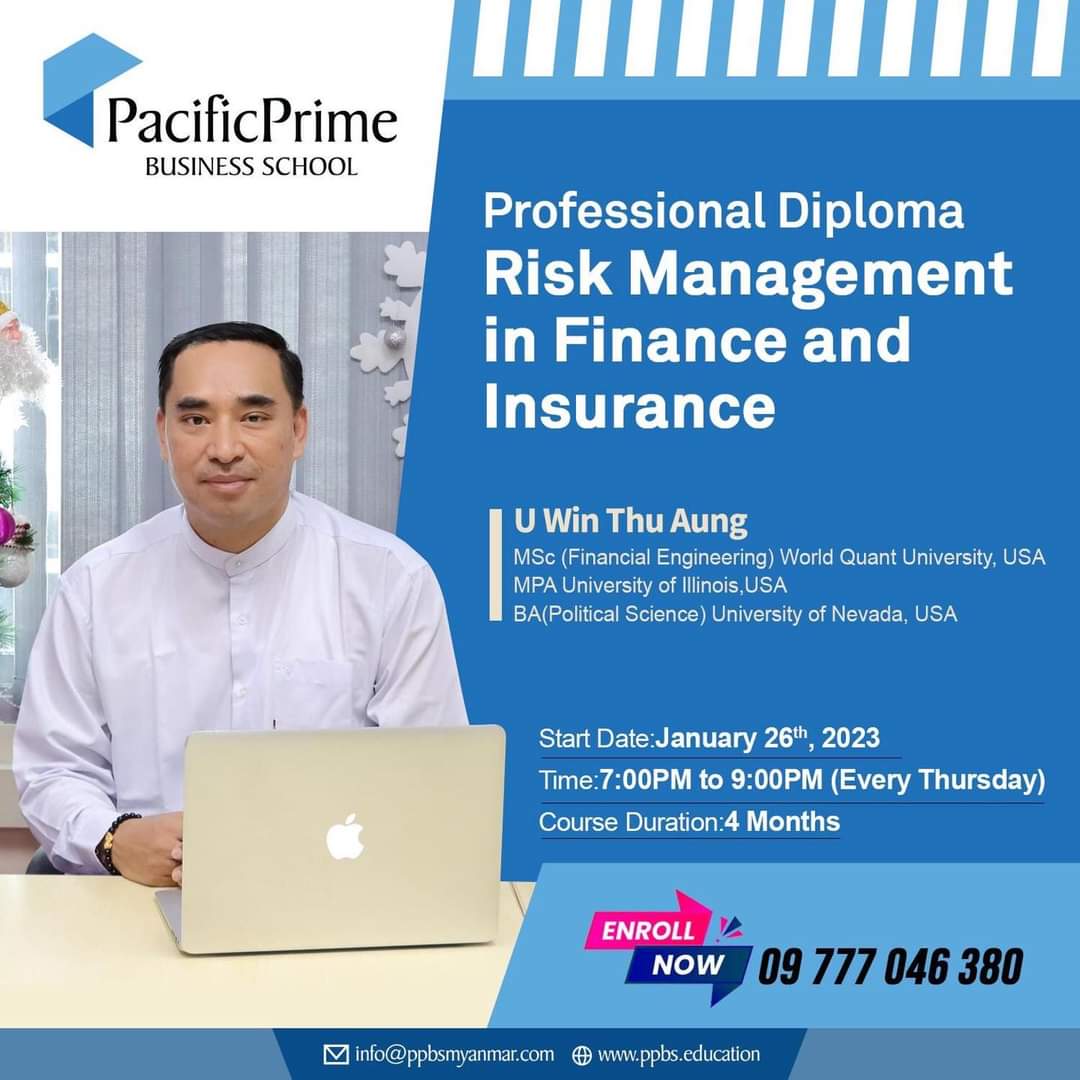 PacificPrime
BUSINESS SCHOOL
Professional Diploma
Risk Management
in Finance and
Insurance
U Win Thu Aung
MSc (Financial Engineering) World Quant University, USA
MPA University of Illinois,USA
BA(Political Science) University of Nevada, USA
Start Date:January 26th, 2023
Time:7:00PM to 9:00PM (Every Thursday)
Course Duration:4 Months
ENROLL
NOW
09 777 046 380
info@ppbsmyanmar.com www.ppbs.education